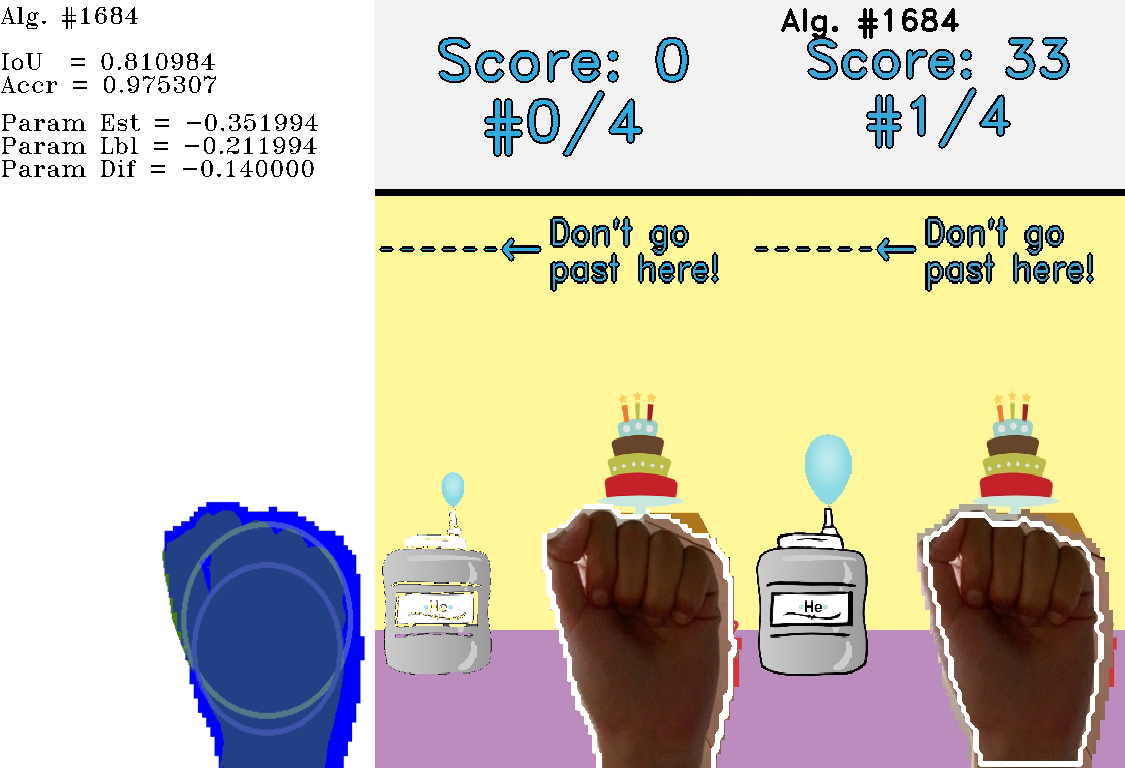 Alg. #1684
IoU = 0.810984
Accr = 0.975307
Param Est = −0.351994
Param Lbl = −0.211994
Param Dif = −0.140000
Score: 0
#0/4
Don't go
past here!
He
Alg. #1684
Score: 33
#1/4
Don't go
past here!
He